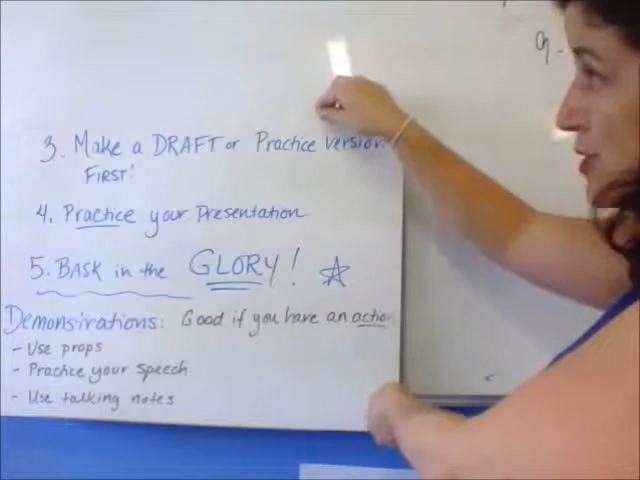 9-
3. Make a DRAFT or Practice version
FIRST!
4. Practice your Presentation
5. BASK in the GLORY!
Demonstrations: Good if you have an action
- Use props
- Practice your speech
- Use talking notes